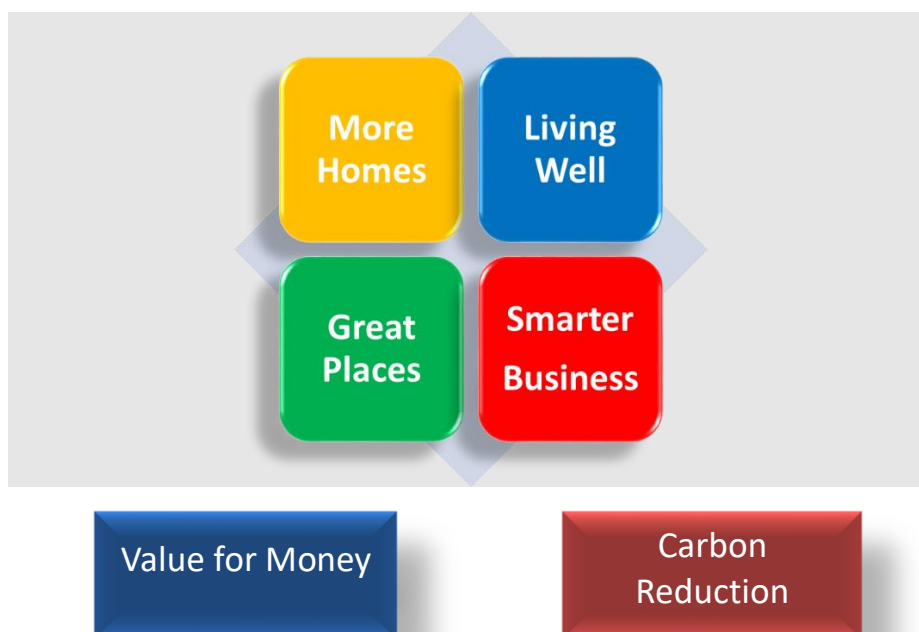 More
Homes
Living
Well
Great
Places
Smarter
Business
Value for Money
Carbon
Reduction